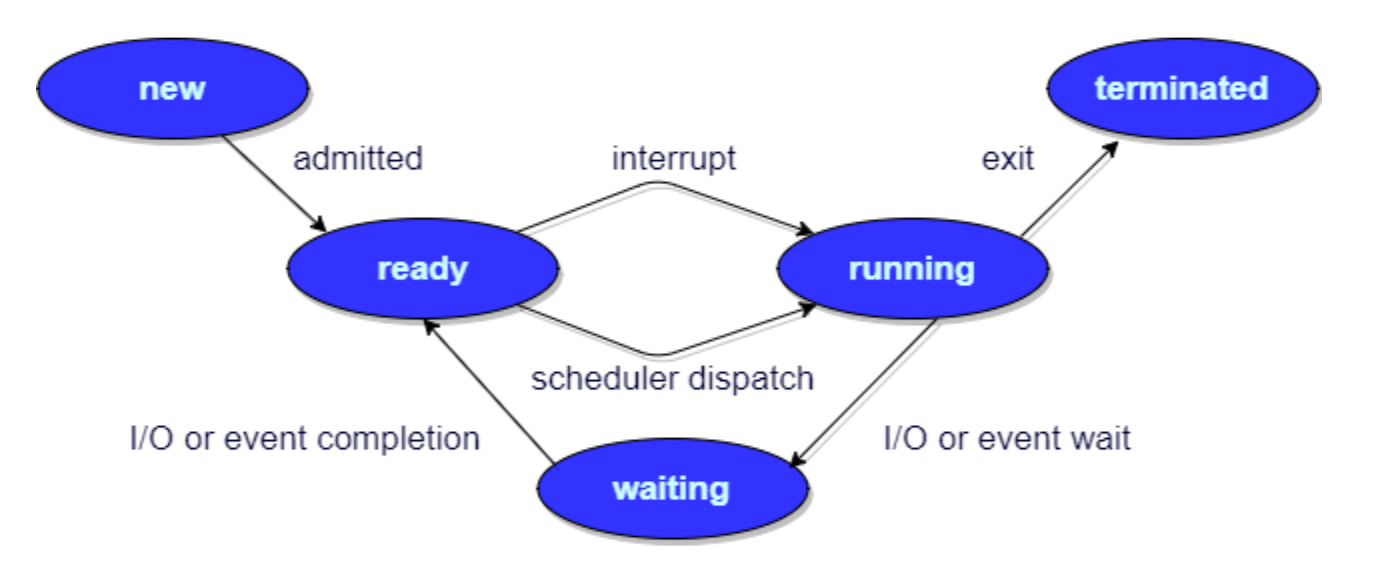 new
terminated
admitted
interrupt
exit
ready
running
scheduler dispatch
I/O or event completion
I/O or event wait
waiting